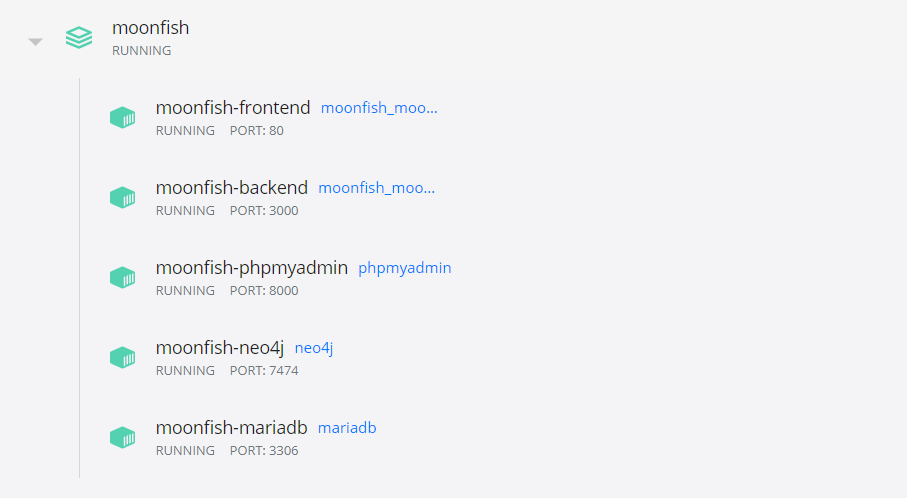 moonfish
RUNNING
moonfish-frontend moonfish_moo...
RUNNING PORT: 80
moonfish-backend moonfish_moo...
RUNNING PORT: 3000
moonfish-phpmyadmin phpmyadmin
RUNNING PORT: 8000
moonfish-neo4j neo4j
RUNNING PORT: 7474
moonfish-mariadb mariadb
RUNNING PORT: 3306